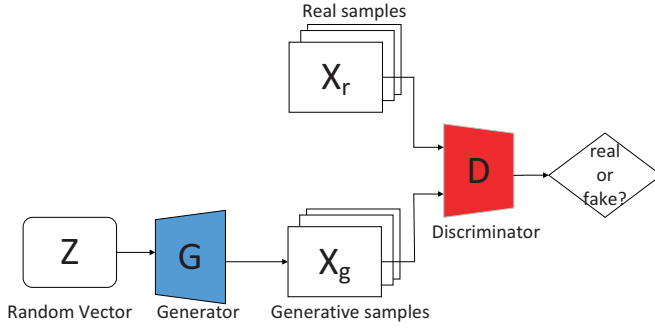 Real samples
Xr
real
or
fake?
D
Discriminator
Z
G
Xg
Random Vector
Generator
Generative samples